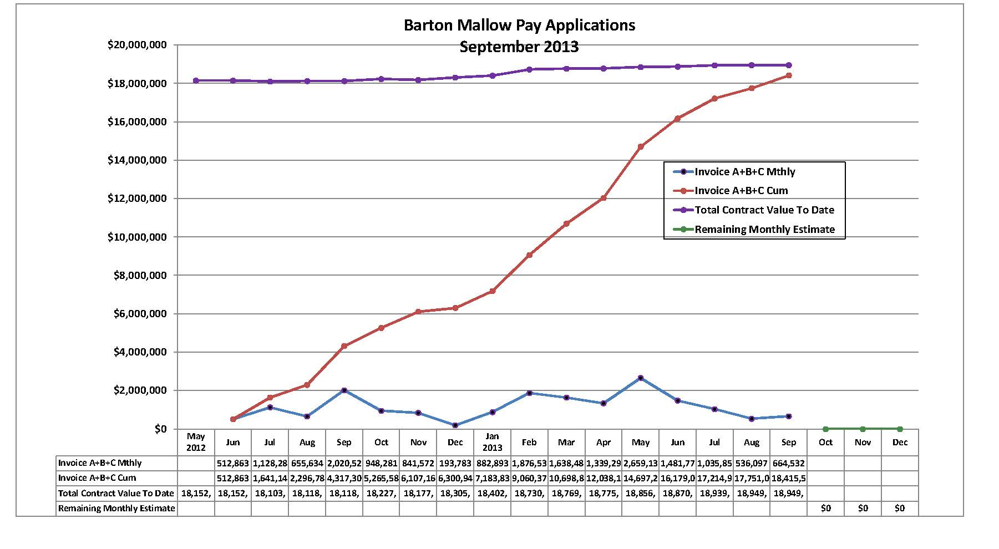 Barton Mallow Pay Applications
September 2013
$20,000,000
$18,000,000
$16,000,000
$14,000,000
$12,000,000
$10,000,000
$8,000,000
$6,000,000
$4,000,000
$2,000,000
$0
Invoice A+B+C Mthly
Invoice A+B+C Cum
Total Contract Value To Date
Remaining Monthly Estimate
May 2012 Jun Jul Aug Sep Oct Nov Dec Jan 2013 Feb Mar Apr May Jun Jul Aug Sep Oct Nov Dec
Invoice A+B+C Mthly 512,863 1,128,28 655,634 2,020,52 948,281 841,572 193,783 882,893 1,876,53 1,638,48 1,339,29 2,659,13 1,481,77 1,035,85 536,097 664,532
Invoice A+B+C Cum 512,863 1,641,14 2,296,78 4,317,30 5,265,58 6,107,16 6,300,94 7,183,83 9,060,37 10,698,8 12,038,1 14,697,2 16,179,0 17,214,9 17,751,0 18,415,5
Total Contract Value To Date 18,152, 18,152, 18,103, 18,118, 18,118, 18,227, 18,177, 18,305, 18,402, 18,730, 18,769, 18,775, 18,856, 18,870, 18,939, 18,949, 18,949,
Remaining Monthly Estimate $0 $0 $0